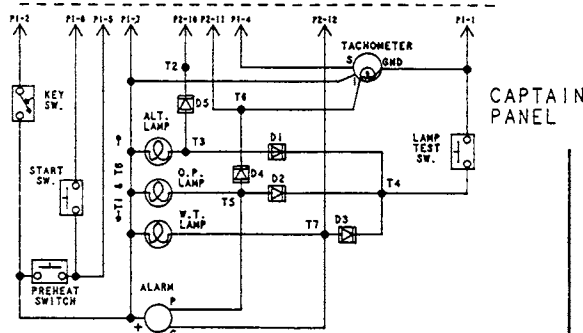 P1-2 P1-6 P1-5 P1-7 P2-10 P2-11 P1-4 P2-12 P1-1
TACHOMETER
S GND
I
T2
KEY
SW.
D5
T6
CAPTAIN
PANEL
ALT.
LAMP
T3
D1
LAMP
TEST
SW.
START
SW.
O.P.
LAMP
D4
T5
D2
T4
T1 & T6
W.T.
LAMP
T7
D3
PREHEAT
SWITCH
ALARM
P
+